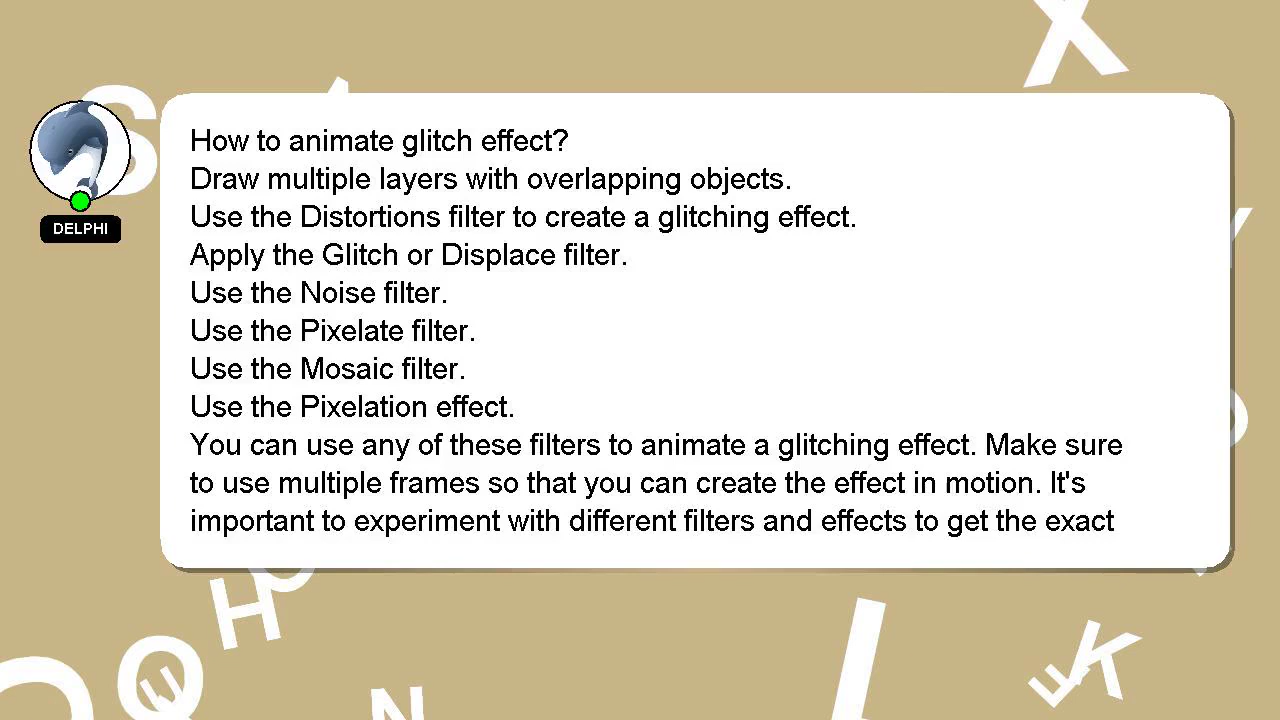 How to animate glitch effect?
Draw multiple layers with overlapping objects.
Use the Distortions filter to create a glitching effect.
Apply the Glitch or Displace filter.
Use the Noise filter.
Use the Pixelate filter.
Use the Mosaic filter.
Use the Pixelation effect.
You can use any of these filters to animate a glitching effect. Make sure
to use multiple frames so that you can create the effect in motion. It's
important to experiment with different filters and effects to get the exact
DELPHI
X
S
H
Q
N
K
E